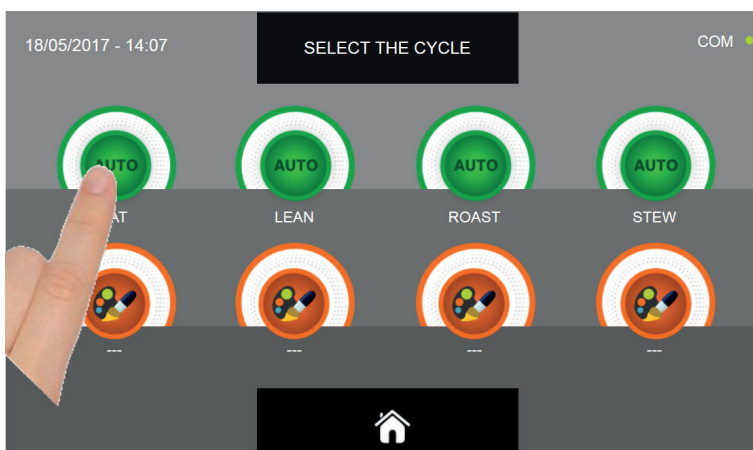 18/05/2017 - 14:07
SELECT THE CYCLE
COM
AUTO
AUTO
AUTO
AUTO
LEAN
ROAST
STEW
---
---
---
---